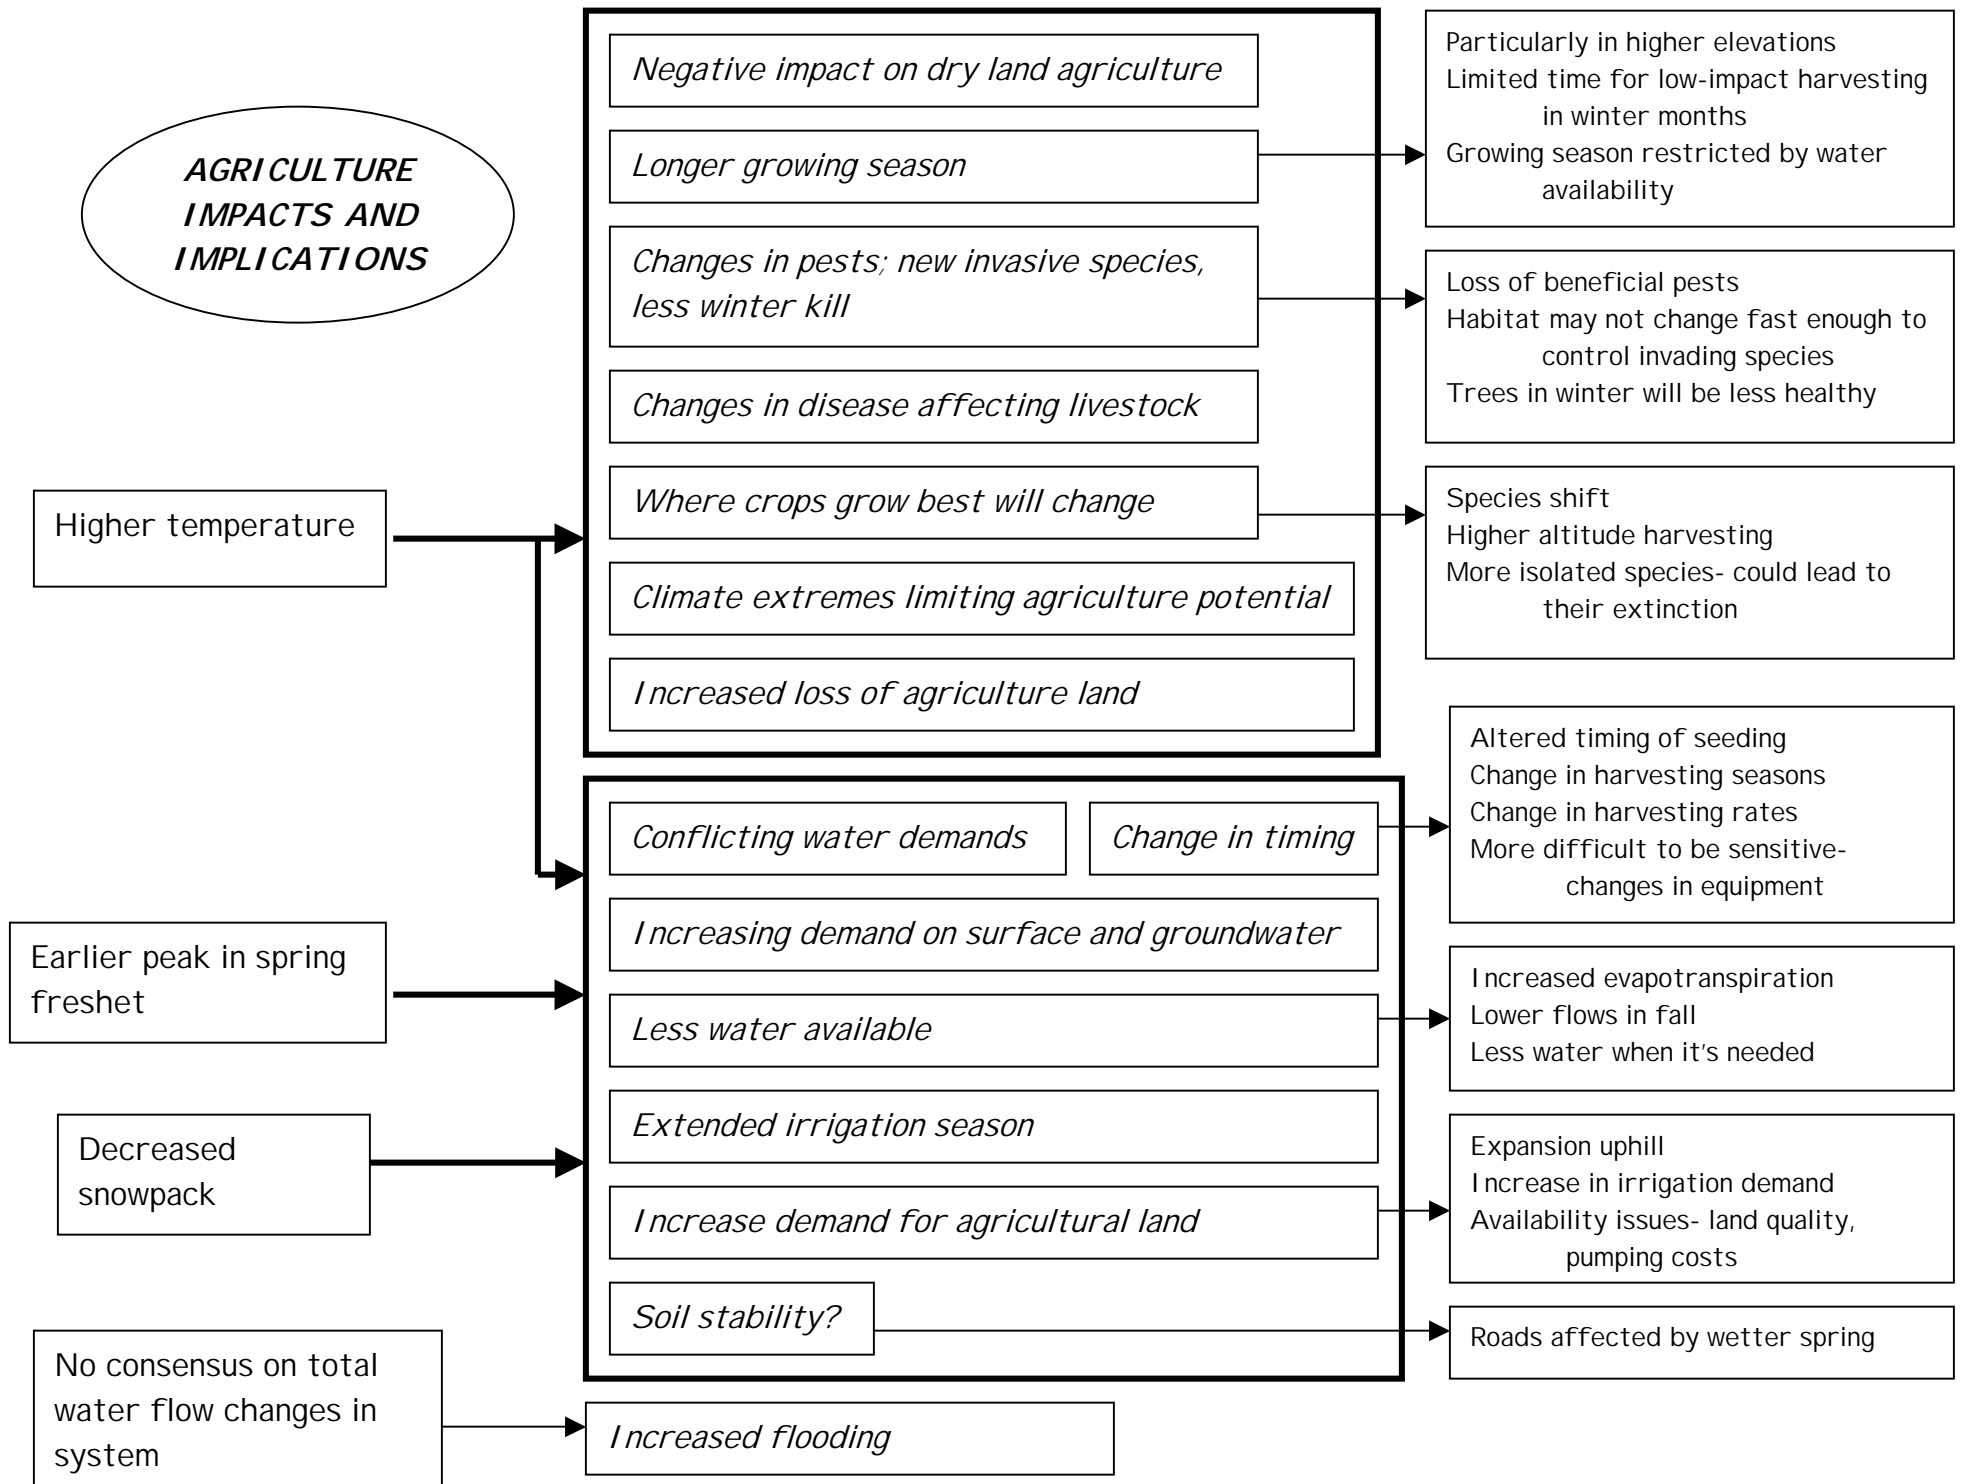 AGRICULTURE
IMPACTS AND
IMPLICATIONS
Higher temperature
Earlier peak in spring
freshet
Decreased
snowpack
No consensus on total
water flow changes in
system
Negative impact on dry land agriculture
Longer growing season
Changes in pests; new invasive species,
less winter kill
Changes in disease affecting livestock
Where crops grow best will change
Climate extremes limiting agriculture potential
Increased loss of agriculture land
Conflicting water demands
Change in timing
Increasing demand on surface and groundwater
Less water available
Extended irrigation season
Increase demand for agricultural land
Soil stability?
Increased flooding
Particularly in higher elevations
Limited time for low-impact harvesting
in winter months
Growing season restricted by water
availability
Loss of beneficial pests
Habitat may not change fast enough to
control invading species
Trees in winter will be less healthy
Species shift
Higher altitude harvesting
More isolated species- could lead to
their extinction
Altered timing of seeding
Change in harvesting seasons
Change in harvesting rates
More difficult to be sensitive-
changes in equipment
Increased evapotranspiration
Lower flows in fall
Less water when it's needed
Expansion uphill
Increase in irrigation demand
Availability issues- land quality,
pumping costs
Roads affected by wetter spring